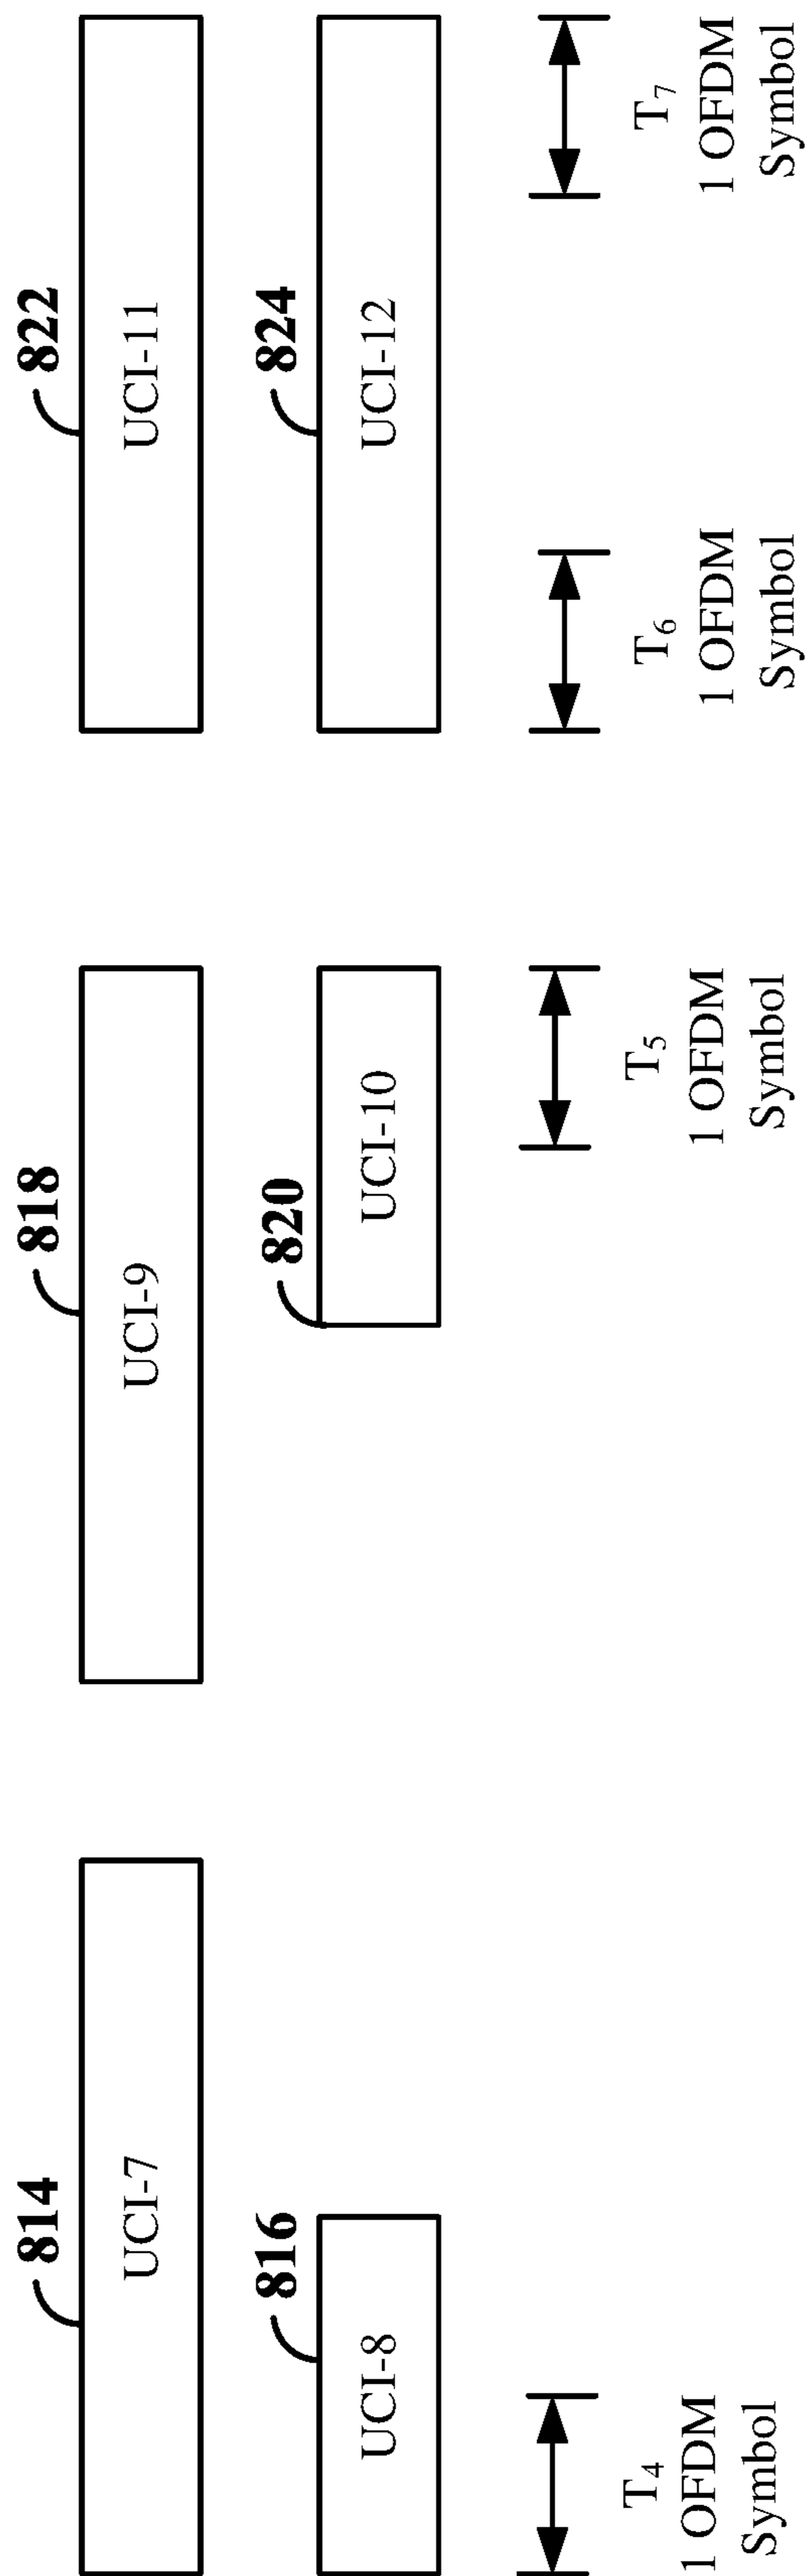 814
UCI-7
818
UCI-9
822
UCI-11
816
UCI-8
820
UCI-10
824
UCI-12
T₄
1 OFDM
Symbol
T₅
1 OFDM
Symbol
T₆
1 OFDM
Symbol
T₇
1 OFDM
Symbol